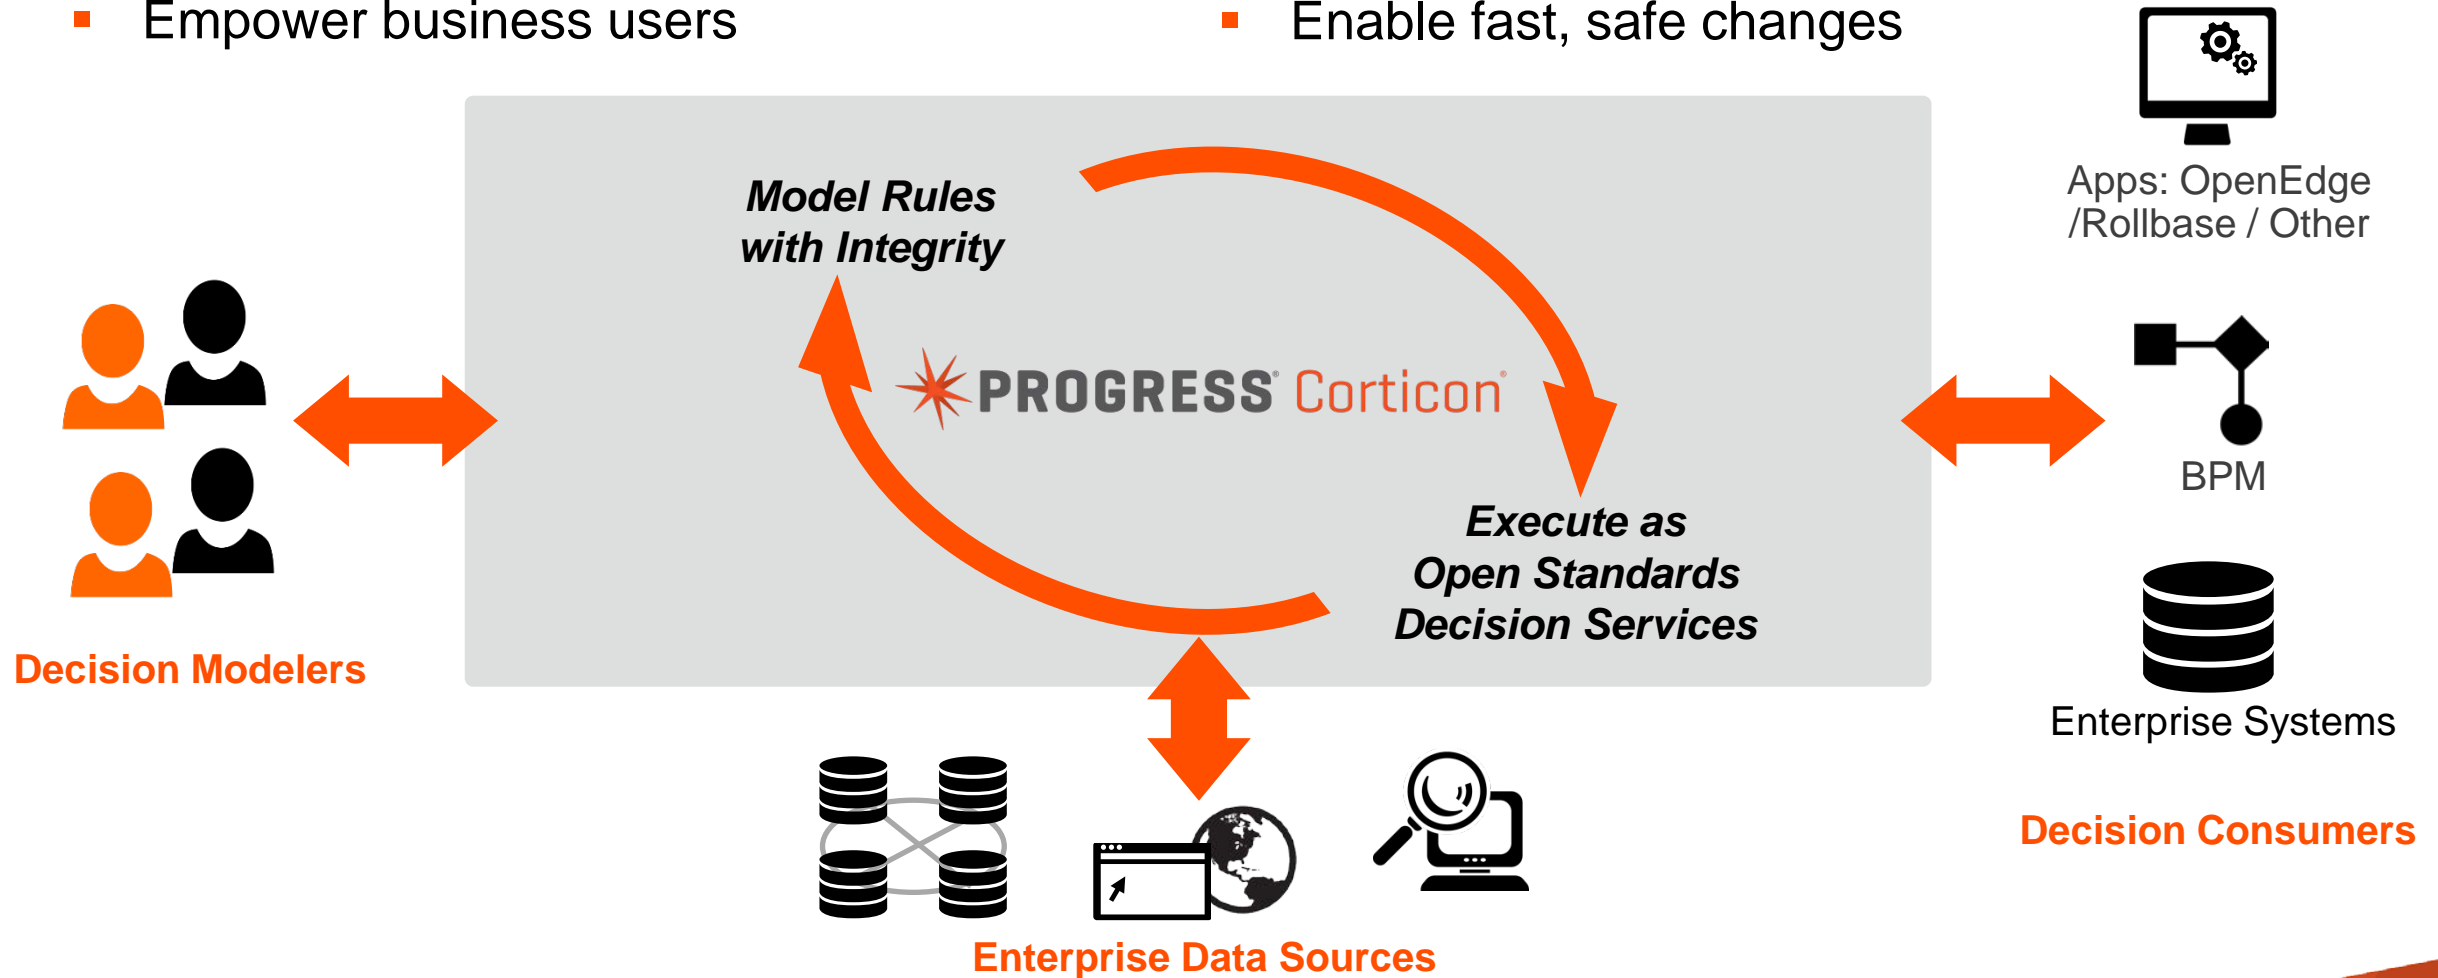 Empower business users
Enable fast, safe changes
Model Rules
with Integrity
PROGRESS® Corticon®
Execute as
Open Standards
Decision Services
Decision Modelers
Apps: OpenEdge
/Rollbase / Other
BPM
Enterprise Systems
Decision Consumers
Enterprise Data Sources